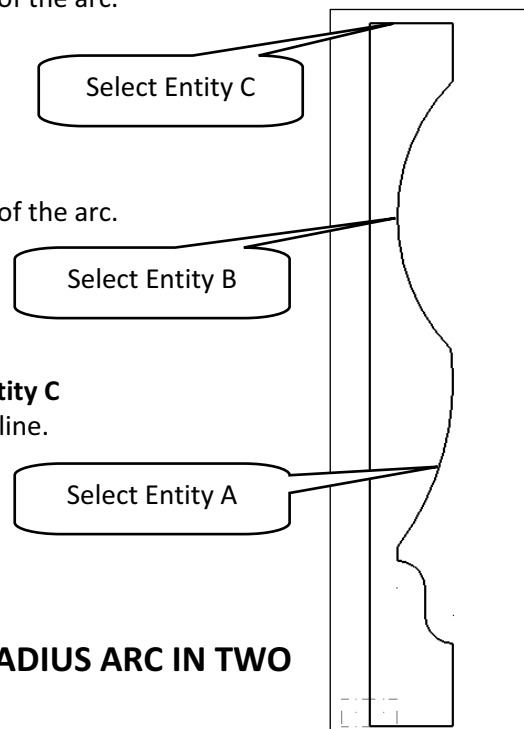 of the arc.
Select Entity C
of the arc.
Select Entity B
tity C
line.
Select Entity A
ADIUS ARC IN TWO